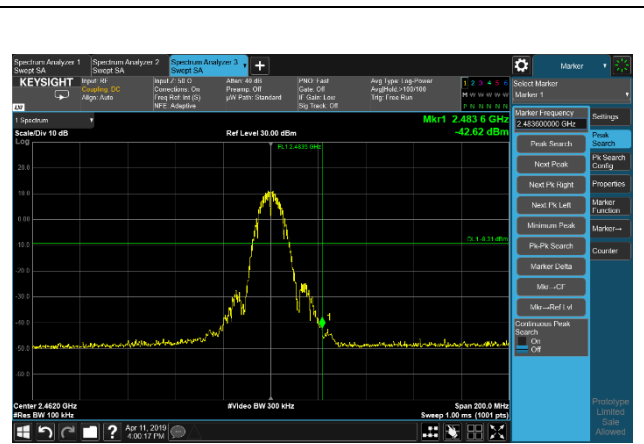 Spectrum Analyzer 1
Swept SA
Spectrum Analyzer 2
Swept SA
Spectrum Analyzer 3
Swept SA
Marker
KEYSIGHT
Input: RF
Coupling: DC
Align: Auto
Input Z: 50 Ω
Corrections: On
Freq Ref: Int (S)
NFE: Adaptive
Atten: 40 dB
Preamp: Off
µW Path: Standard
PNO: Fast
Gate: Off
IF Gain: Low
Sig Track: Off
Avg Type: Log-Power
Avg|Hold:>100/100
Trig: Free Run
1 2 3 4 5 6
M W W W W W
P N N N N N
Select Marker
Marker 1
LXI
1 Spectrum
Scale/Div 10 dB
Log
Ref Level 30.00 dBm
Mkr1 2.483 6 GHz
-42.62 dBm
Marker Frequency
2.483600000 GHz
Settings
Peak Search
Next Peak
Next Pk Right
Next Pk Left
Minimum Peak
Pk-Pk Search
Marker Delta
Mkr→CF
Mkr→Ref Lvl
Continuous Peak
Search
On
Off
Peak
Search
Pk Search
Config
Properties
Marker
Function
Marker→
Counter
20.0
10.0
0.00
-10.0
-20.0
-30.0
-40.0
-50.0
-60.0
1
Center 2.4620 GHz
#Res BW 100 kHz
#Video BW 300 kHz
Span 200.0 MHz
Sweep 1.00 ms (1001 pts)
Apr 11, 2019
4:00:17 PM
Prototype
Limited
Sale
Allowed